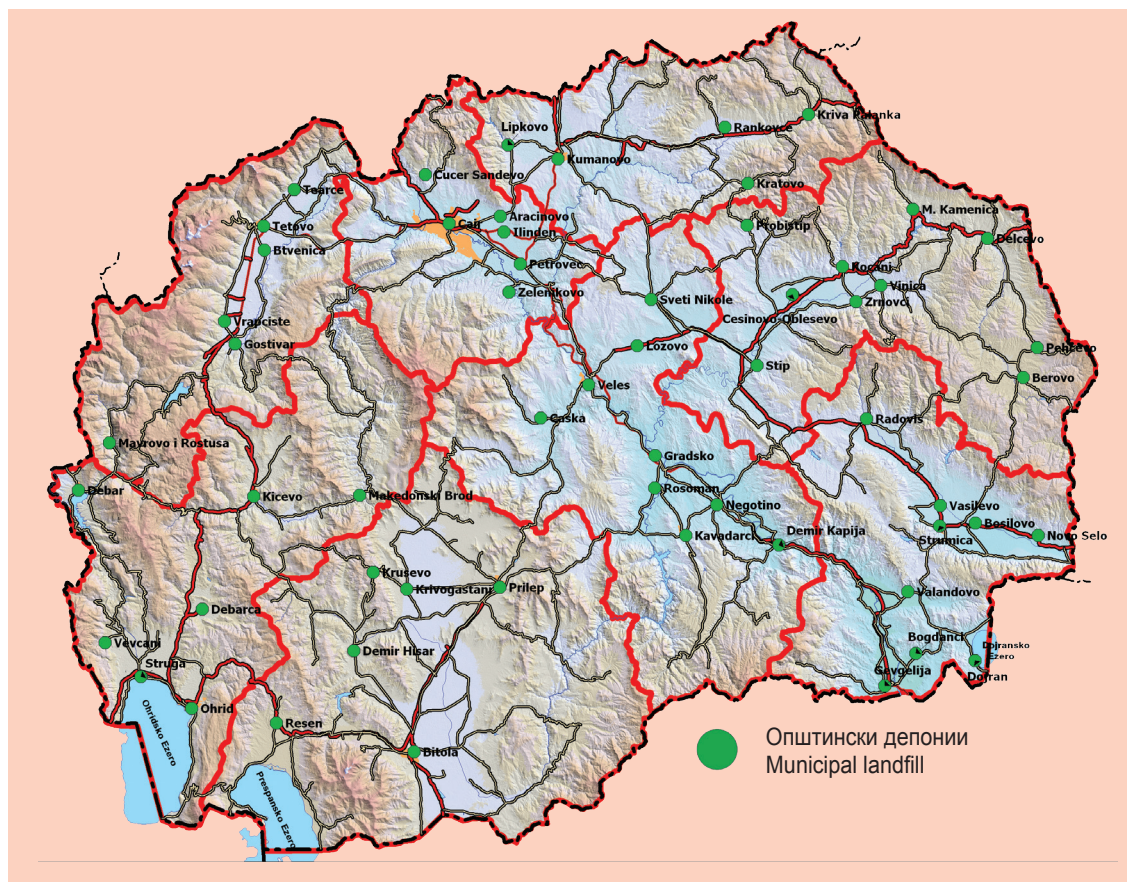 Kriva Palanka
Rankovce
Lipkovo
Kumanovo
Cucer Sandevo
Kratovo
Tearce
M. Kamenica
Aracinovo
Cair
Tetovo
Probistip
Ilinden
Delcevo
Btvenica
Petrovec
Kocani
Vinica
Zelenikovo
Sveti Nikole
Zrnovci
Cesinovo-Oblesevo
Vrapciste
Gostivar
Lozovo
Pehcevo
Stip
Berovo
Veles
Caska
Radovis
Mavrovo i Rostusa
Gradsko
Debar
Rosoman
Kicevo
Makedonski Brod
Negotino
Vasilevo
Bosilovo
Demir Kapija
Kavadarci
Strumica
Novo Selo
Krusevo
Krivogastani
Prilep
Valandovo
Debarca
Vevcani
Bogdanci
Demir Hisar
Dojransko
Ezero
Struga
Gevgelija
Dojran
Ohrid
Resen
Ohridsko Ezero
Bitola
Prespansko Ezero
Општински депонии
Municipal landfill